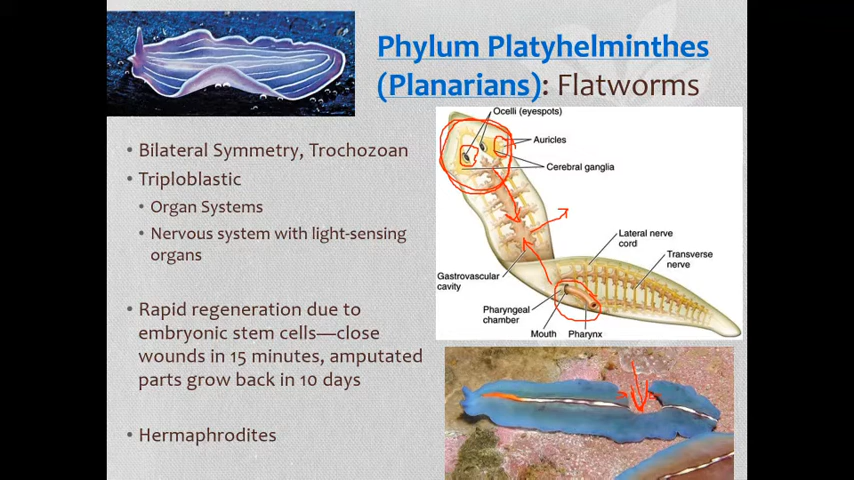 Phylum Platyhelminthes
(Planarians): Flatworms
• Bilateral Symmetry, Trochozoan
• Triploblastic
• Organ Systems
• Nervous system with light-sensing
organs
• Rapid regeneration due to
embryonic stem cells—close
wounds in 15 minutes, amputated
parts grow back in 10 days
• Hermaphrodites
Ocelli (eyespots)
Auricles
Cerebral ganglia
Lateral nerve
cord
Transverse
nerve
Gastrovascular
cavity
Pharyngeal
chamber
Mouth
Pharynx